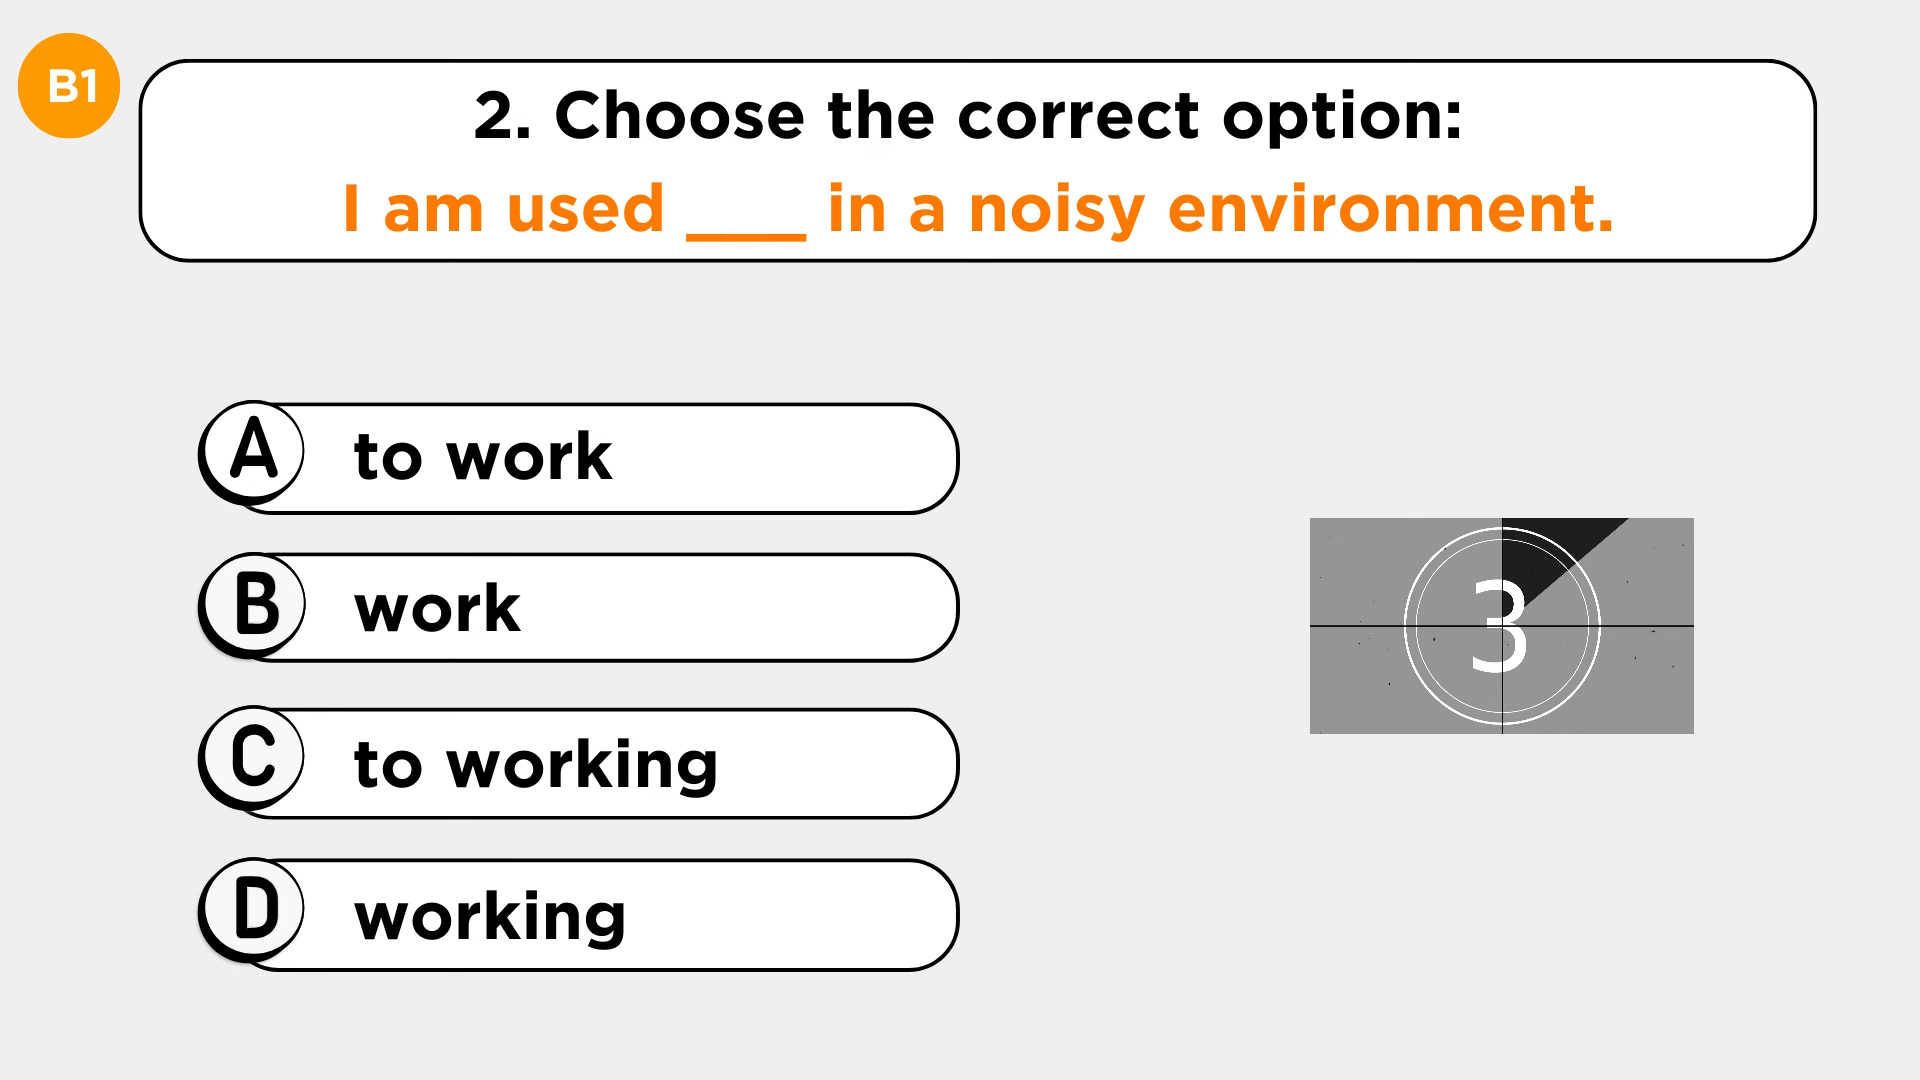 B1
2. Choose the correct option:
I am used ___ in a noisy environment.
A to work
B work
C to working
D working
3